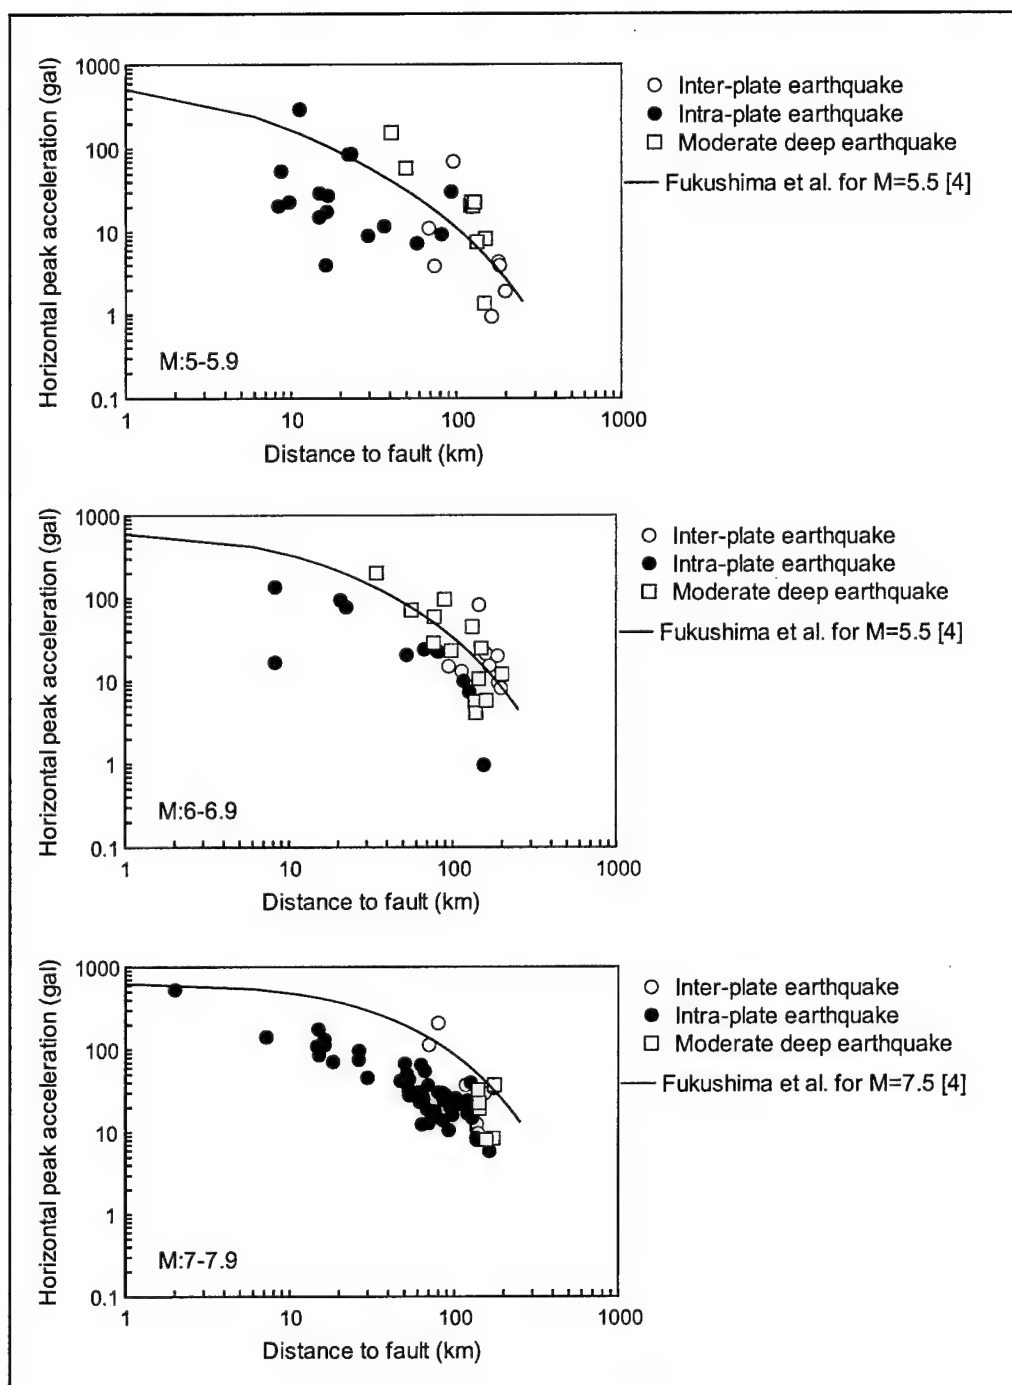 1000
100
10
1
0.1
Horizontal peak acceleration (gal)
M:5-5.9
1 10 100 1000
Distance to fault (km)
Inter-plate earthquake
Intra-plate earthquake
Moderate deep earthquake
Fukushima et al. for M=5.5 [4]
1000
100
10
1
0.1
Horizontal peak acceleration (gal)
M:6-6.9
1 10 100 1000
Distance to fault (km)
Inter-plate earthquake
Intra-plate earthquake
Moderate deep earthquake
Fukushima et al. for M=5.5 [4]
1000
100
10
1
0.1
Horizontal peak acceleration (gal)
M:7-7.9
1 10 100 1000
Distance to fault (km)
Inter-plate earthquake
Intra-plate earthquake
Moderate deep earthquake
Fukushima et al. for M=7.5 [4]